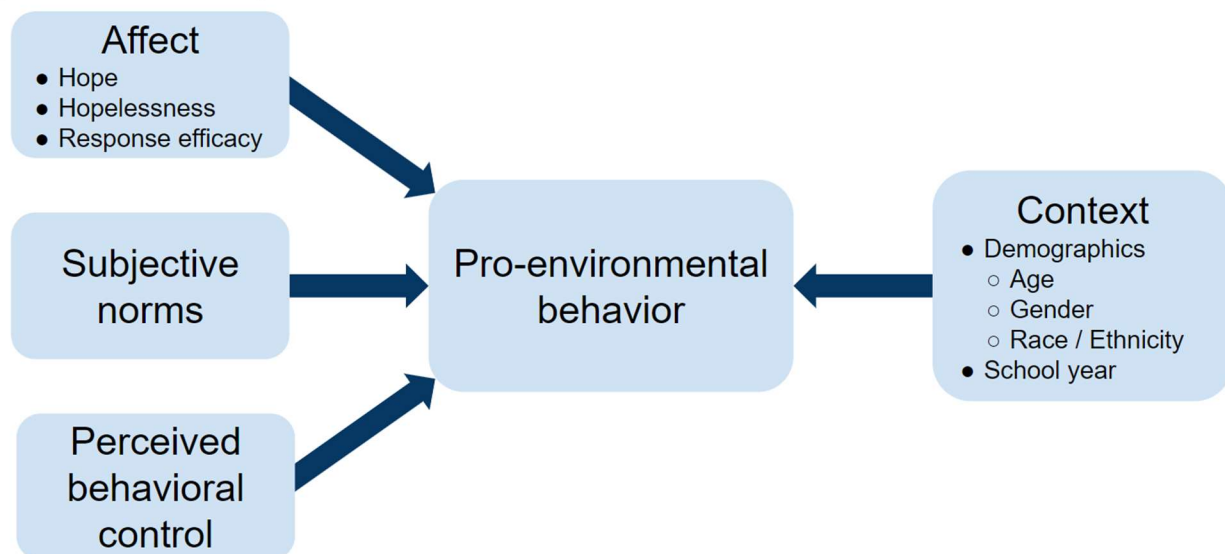 Affect
● Hope
● Hopelessness
● Response efficacy
Subjective
norms
Perceived
behavioral
control
Pro-environmental
behavior
Context
● Demographics
○ Age
○ Gender
○ Race / Ethnicity
● School year